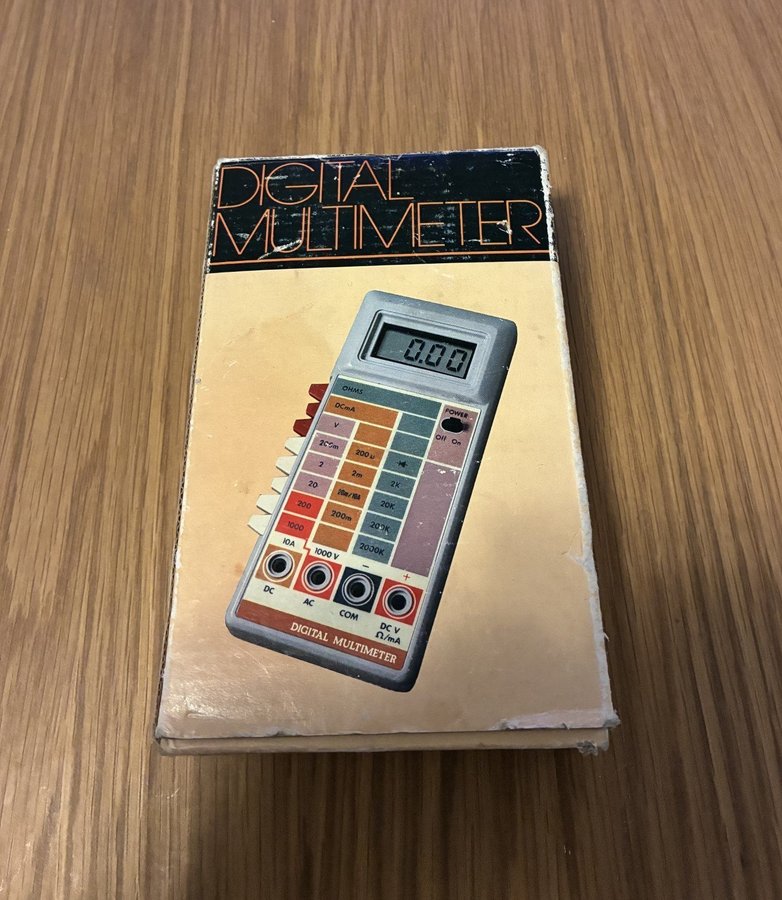 DIGITAL
MULTIMETER
0.00
OHMS
DCmA
POWER
Off On
V
200m 200µ
2 2m 2K
20 20m/10A 20K
200 200m 200K
1000 2000K
10A 1000V − +
DC AC COM DC V
Ω/mA
DIGITAL MULTIMETER